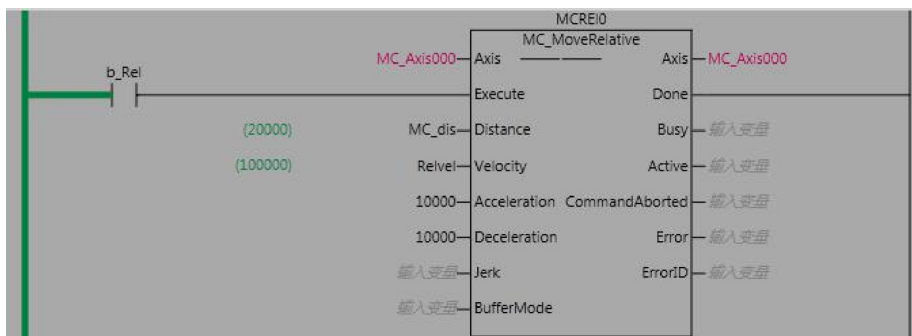 MCREl0
MC_MoveRelative
MC_Axis000 Axis Axis MC_Axis000
b_Rel
Execute Done
(20000) MC_dis Distance Busy 输入变量
(100000) Relvel Velocity Active 输入变量
10000 Acceleration CommandAborted 输入变量
10000 Deceleration Error 输入变量
输入变量 Jerk ErrorID 输入变量
输入变量 BufferMode